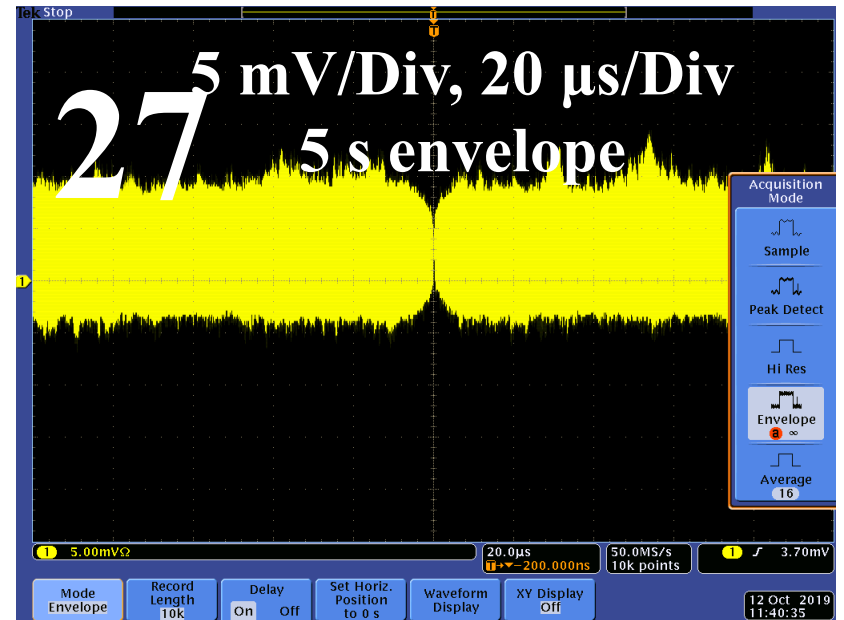 Tek Stop
T
T
5 mV/Div, 20 µs/Div
27
5 s envelope
Acquisition
Mode
Sample
Peak Detect
Hi Res
Envelope
a ∞
Average
16
1
1 5.00mVΩ
20.0µs
T→▼-200.000ns
50.0MS/s
10k points
1 ʃ 3.70mV
Mode
Envelope
Record
Length
10k
Delay
On Off
Set Horiz.
Position
to 0 s
Waveform
Display
XY Display
Off
12 Oct 2019
11:40:35